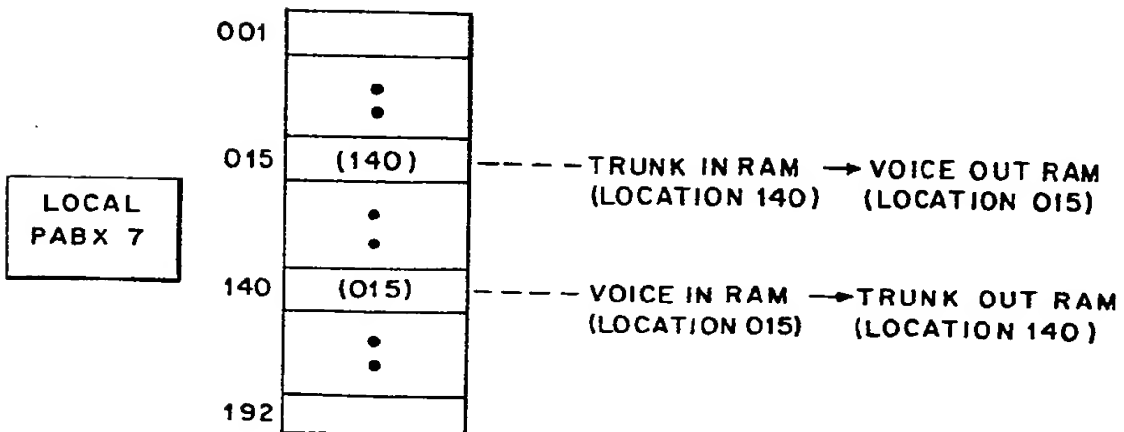 001
015 (140) TRUNK IN RAM → VOICE OUT RAM
(LOCATION 140) (LOCATION 015)
LOCAL
PABX 7
140 (015) VOICE IN RAM → TRUNK OUT RAM
(LOCATION 015) (LOCATION 140)
192